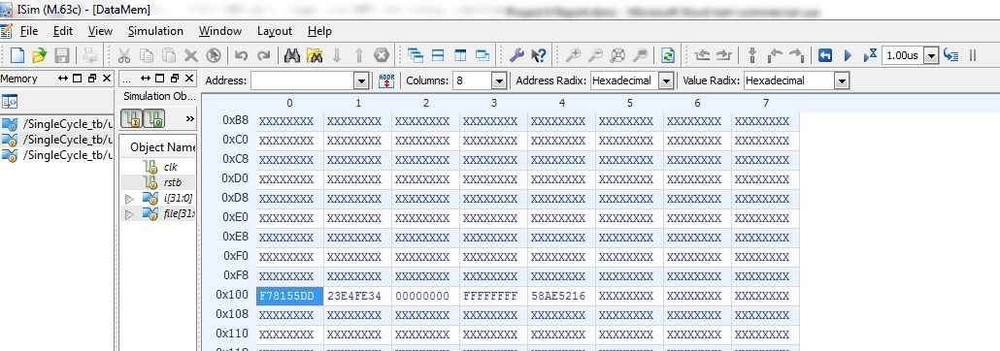 ISim (M.63c) - [DataMem]
File Edit View Simulation Window Layout Help
1.00us
Memory
... Address: Columns: 8 Address Radix: Hexadecimal Value Radix: Hexadecimal
Simulation Ob...
/SingleCycle_tb/u
/SingleCycle_tb/u
/SingleCycle_tb/u
»
Object Name
clk
rstb
i[31:0]
file[31:
0 1 2 3 4 5 6 7
0xB8 XXXXXXXX XXXXXXXX XXXXXXXX XXXXXXXX XXXXXXXX XXXXXXXX XXXXXXXX XXXXXXXX
0xC0 XXXXXXXX XXXXXXXX XXXXXXXX XXXXXXXX XXXXXXXX XXXXXXXX XXXXXXXX XXXXXXXX
0xC8 XXXXXXXX XXXXXXXX XXXXXXXX XXXXXXXX XXXXXXXX XXXXXXXX XXXXXXXX XXXXXXXX
0xD0 XXXXXXXX XXXXXXXX XXXXXXXX XXXXXXXX XXXXXXXX XXXXXXXX XXXXXXXX XXXXXXXX
0xD8 XXXXXXXX XXXXXXXX XXXXXXXX XXXXXXXX XXXXXXXX XXXXXXXX XXXXXXXX XXXXXXXX
0xE0 XXXXXXXX XXXXXXXX XXXXXXXX XXXXXXXX XXXXXXXX XXXXXXXX XXXXXXXX XXXXXXXX
0xE8 XXXXXXXX XXXXXXXX XXXXXXXX XXXXXXXX XXXXXXXX XXXXXXXX XXXXXXXX XXXXXXXX
0xF0 XXXXXXXX XXXXXXXX XXXXXXXX XXXXXXXX XXXXXXXX XXXXXXXX XXXXXXXX XXXXXXXX
0xF8 XXXXXXXX XXXXXXXX XXXXXXXX XXXXXXXX XXXXXXXX XXXXXXXX XXXXXXXX XXXXXXXX
0x100 F78155DD 23E4FE34 00000000 FFFFFFFF 58AE5216 XXXXXXXX XXXXXXXX XXXXXXXX
0x108 XXXXXXXX XXXXXXXX XXXXXXXX XXXXXXXX XXXXXXXX XXXXXXXX XXXXXXXX XXXXXXXX
0x110 XXXXXXXX XXXXXXXX XXXXXXXX XXXXXXXX XXXXXXXX XXXXXXXX XXXXXXXX XXXXXXXX